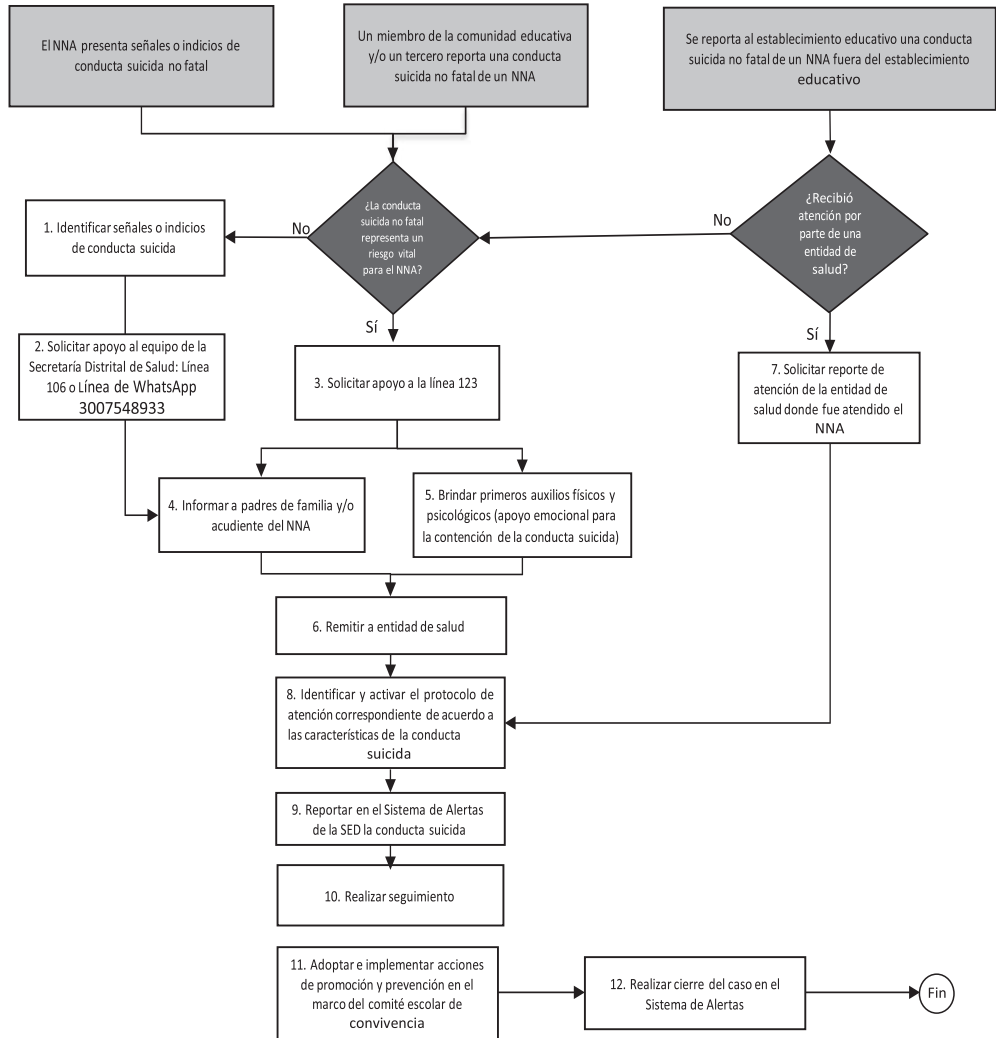 El NNA presenta señales o indicios de
conducta suicida no fatal
Un miembro de la comunidad educativa
y/o un tercero reporta una conducta
suicida no fatal de un NNA
Se reporta al establecimiento educativo una conducta
suicida no fatal de un NNA fuera del establecimiento
educativo
¿La conducta
suicida no fatal
representa un
riesgo vital
para el NNA?
¿Recibió
atención por
parte de una
entidad de
salud?
No
No
Sí
Sí
1. Identificar señales o indicios
de conducta suicida
2. Solicitar apoyo al equipo de la
Secretaría Distrital de Salud: Línea
106 o Línea de WhatsApp
3007548933
3. Solicitar apoyo a la línea 123
7. Solicitar reporte de
atención de la entidad de
salud donde fue atendido el
NNA
4. Informar a padres de familia y/o
acudiente del NNA
5. Brindar primeros auxilios físicos y
psicológicos (apoyo emocional para
la contención de la conducta suicida)
6. Remitir a entidad de salud
8. Identificar y activar el protocolo de
atención correspondiente de acuerdo a
las características de la conducta
suicida
9. Reportar en el Sistema de Alertas
de la SED la conducta suicida
10. Realizar seguimiento
11. Adoptar e implementar acciones
de promoción y prevención en el
marco del comité escolar de
convivencia
12. Realizar cierre del caso en el
Sistema de Alertas
Fin